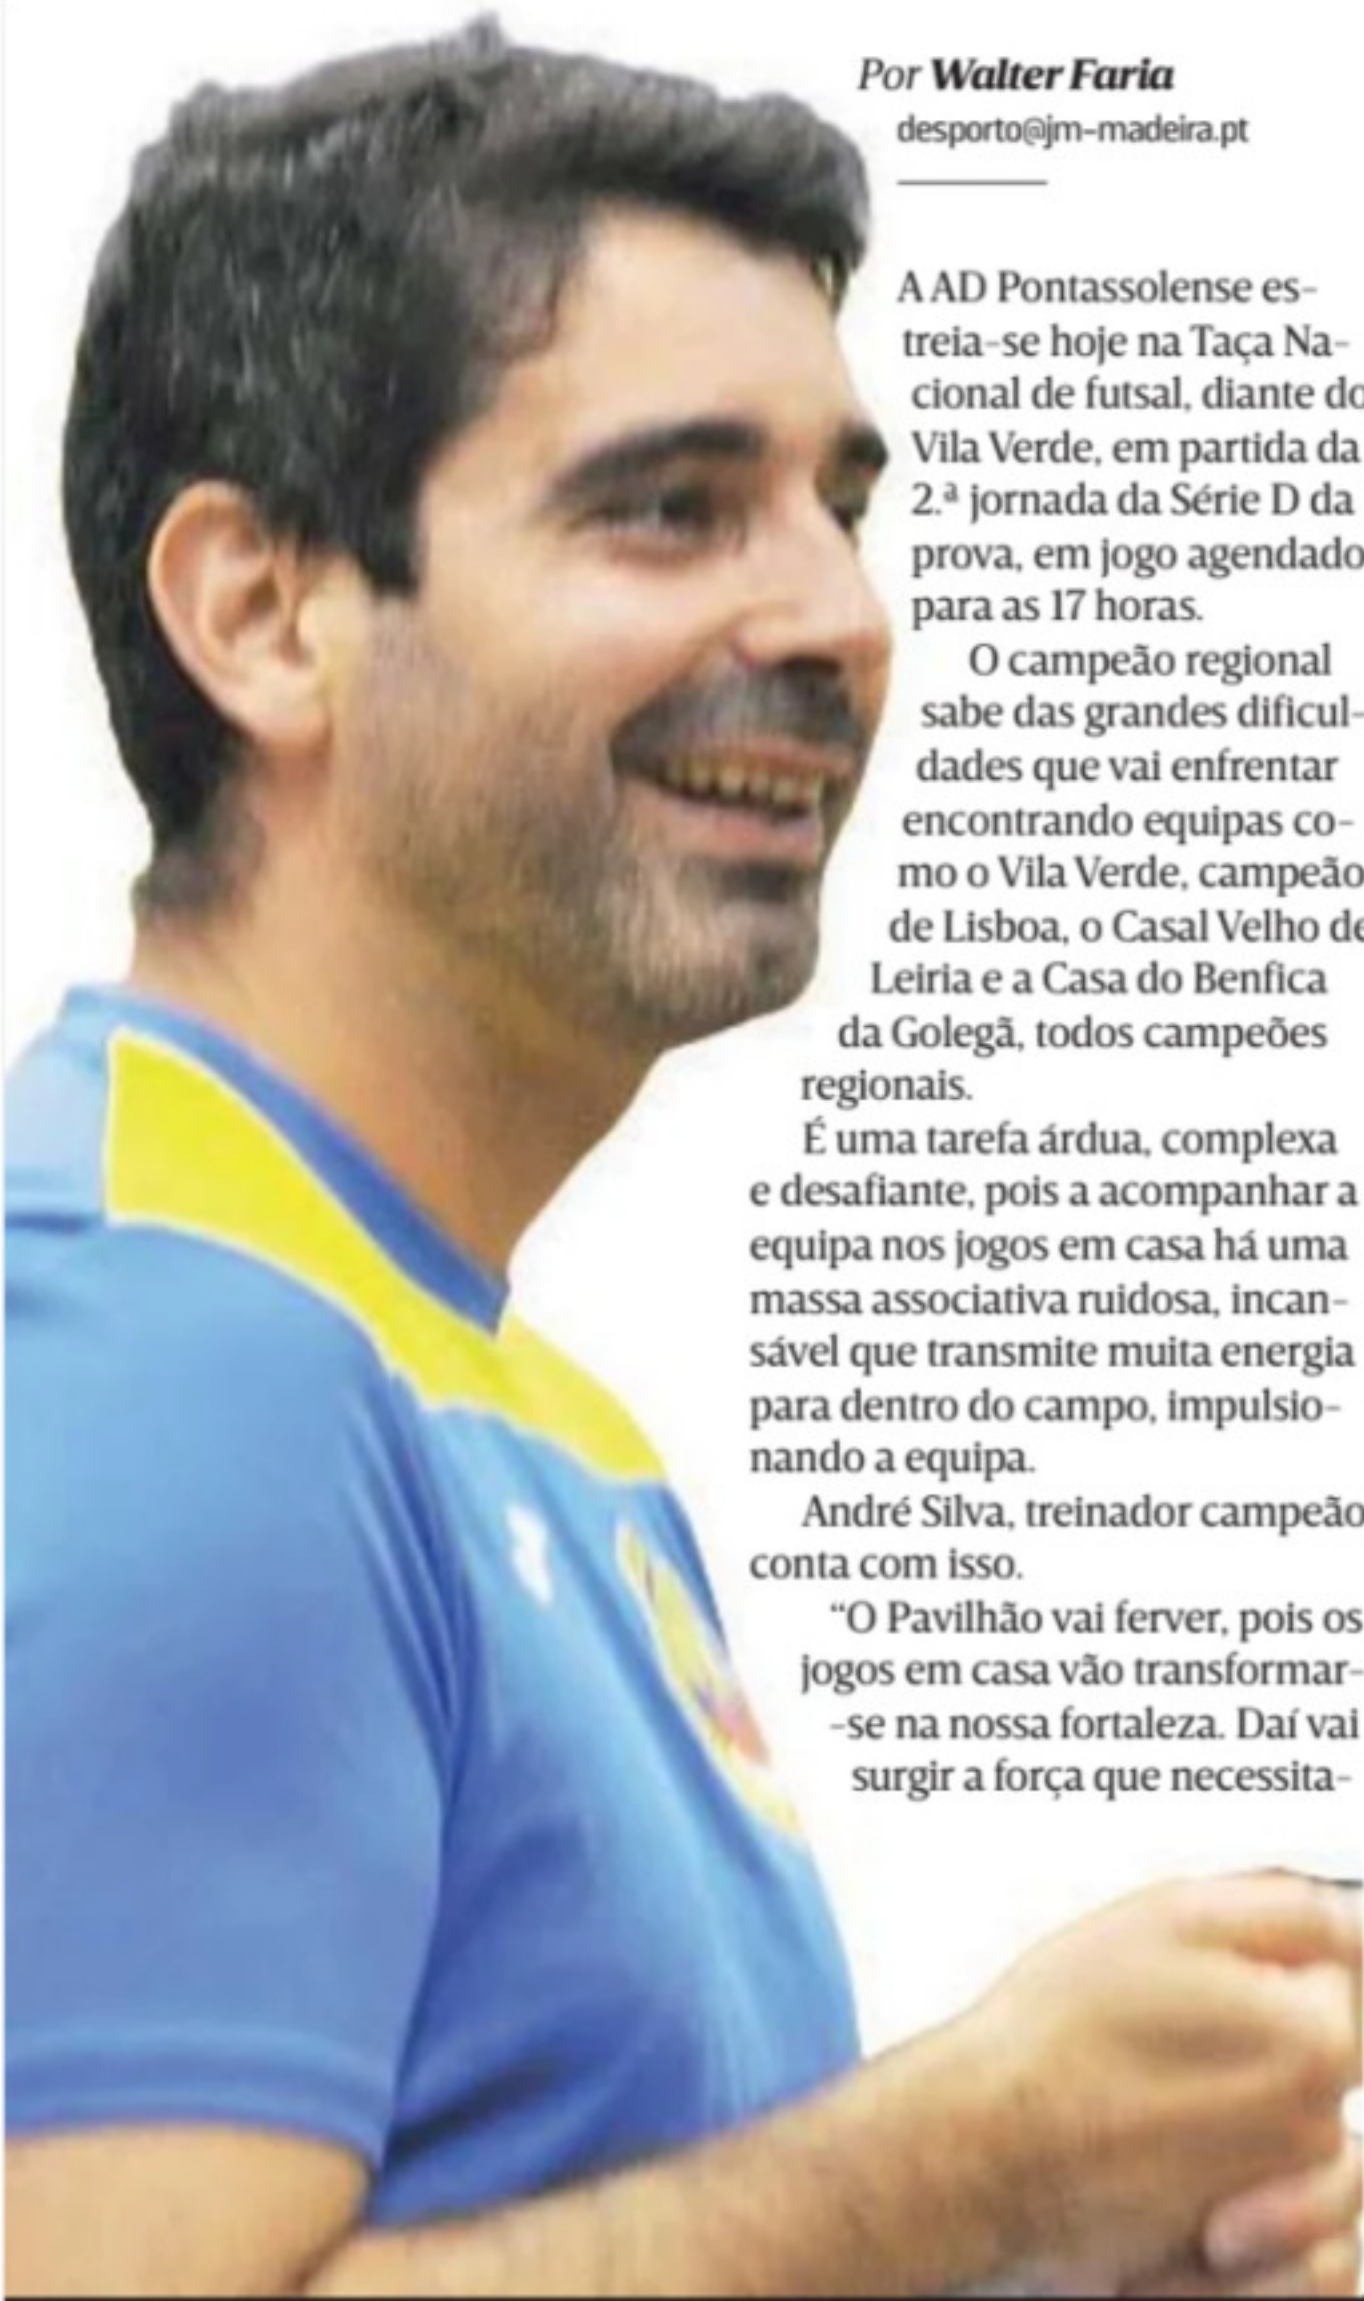 Por Walter Faria
desporto@jm-madeira.pt
A AD Pontassolense es-
treia-se hoje na Taça Na-
cional de futsal, diante do
Vila Verde, em partida da
2.ª jornada da Série D da
prova, em jogo agendado
para as 17 horas.
O campeão regional
sabe das grandes dificul-
dades que vai enfrentar
encontrando equipas co-
mo o Vila Verde, campeão
de Lisboa, o Casal Velho de
Leiria e a Casa do Benfica
da Golegã, todos campeões
regionais.
É uma tarefa árdua, complexa
e desafiante, pois a acompanhar a
equipa nos jogos em casa há uma
massa associativa ruidosa, incan-
sável que transmite muita energia
para dentro do campo, impulsio-
nando a equipa.
André Silva, treinador campeão
conta com isso.
“O Pavilhão vai ferver, pois os
jogos em casa vão transformar-
-se na nossa fortaleza. Daí vai
surgir a força que necessita-